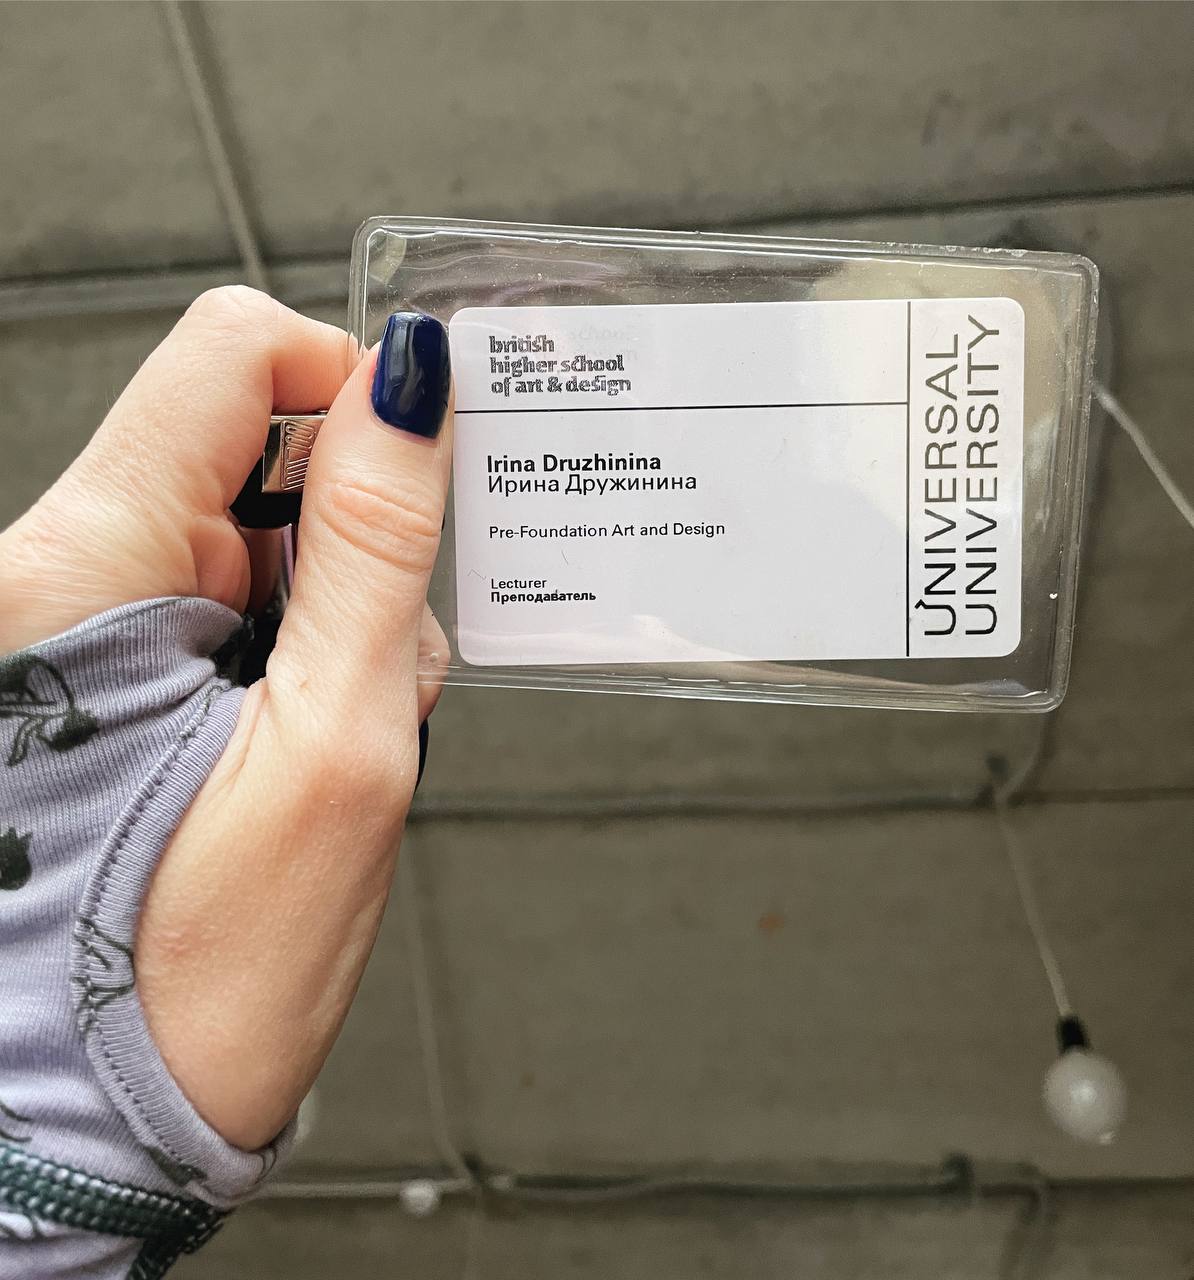 british
higher school
of art & design
Irina Druzhinina
Ирина Дружинина
Pre-Foundation Art and Design
Lecturer
Преподаватель
UNIVERSAL
UNIVERSITY